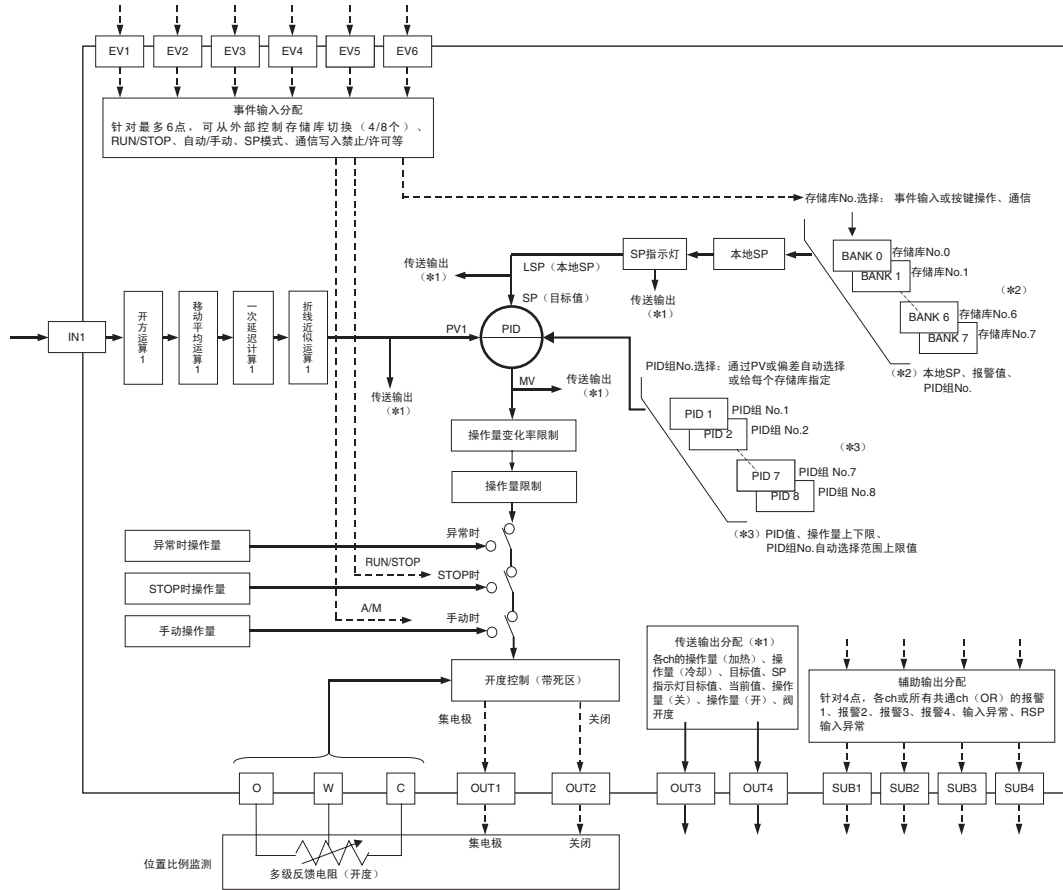 EV1
EV2
EV3
EV4
EV5
EV6
事件输入分配
针对最多6点，可从外部控制存储库切换（4/8个）、
RUN/STOP、自动/手动、SP模式、通信写入禁止/许可等
存储库No.选择： 事件输入或按键操作、通信
BANK 0
存储库No.0
BANK 1
存储库No.1
（✽2）
BANK 6
存储库No.6
BANK 7
存储库No.7
（✽2）本地SP、报警值、
PID组No.
本地SP
SP指示灯
传送输出
（✽1）
LSP（本地SP）
传送输出
（✽1）
SP（目标值）
IN1
开方运算1
移动平均运算1
一次延迟计算1
折线近似运算1
传送输出
（✽1）
PV1
PID
MV
传送输出
（✽1）
PID组No.选择：通过PV或偏差自动选择
或给每个存储库指定
PID 1
PID组 No.1
PID 2
PID组 No.2
（✽3）
PID 7
PID组 No.7
PID 8
PID组 No.8
（✽3）PID值、操作量上下限、
PID组No.自动选择范围上限值
操作量变化率限制
操作量限制
异常时操作量
异常时
RUN/STOP
STOP时操作量
STOP时
A/M
手动操作量
手动时
开度控制（带死区）
集电极
关闭
传送输出分配（✽1）
各ch的操作量（加热）、操
作量（冷却）、目标值、SP
指示灯目标值、当前值、操作
量（关）、操作量（开）、阀
开度
辅助输出分配
针对4点，各ch或所有共通ch（OR）的报警
1、报警2、报警3、报警4、输入异常、RSP
输入异常
O
W
C
OUT1
OUT2
OUT3
OUT4
SUB1
SUB2
SUB3
SUB4
集电极
关闭
位置比例监测
多级反馈电阻（开度）